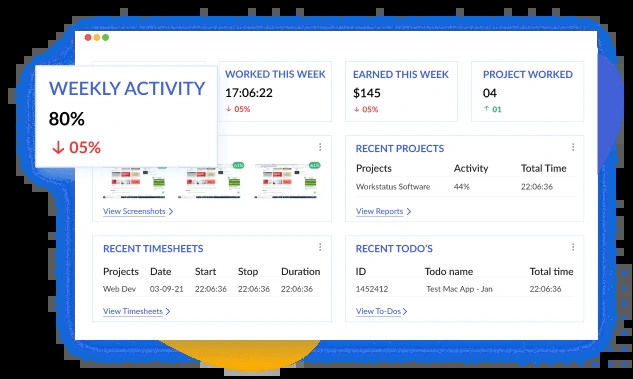 WEEKLY ACTIVITY
80%
↓ 05%
WORKED THIS WEEK
17:06:22
↓ 05%
EARNED THIS WEEK
$145
↓ 05%
PROJECT WORKED
04
↑ 01
View Screenshots >
RECENT PROJECTS
Projects Activity Total Time
Workstatus Software 44% 22:06:36
View Reports >
RECENT TIMESHEETS
Projects Date Start Stop Duration
Web Dev 03-09-21 22:06:36 22:06:36 22:06:36
View Timesheets >
RECENT TODO'S
ID Todo name Total time
1452412 Test Mac App - Jan 22:06:36
View To-Dos >